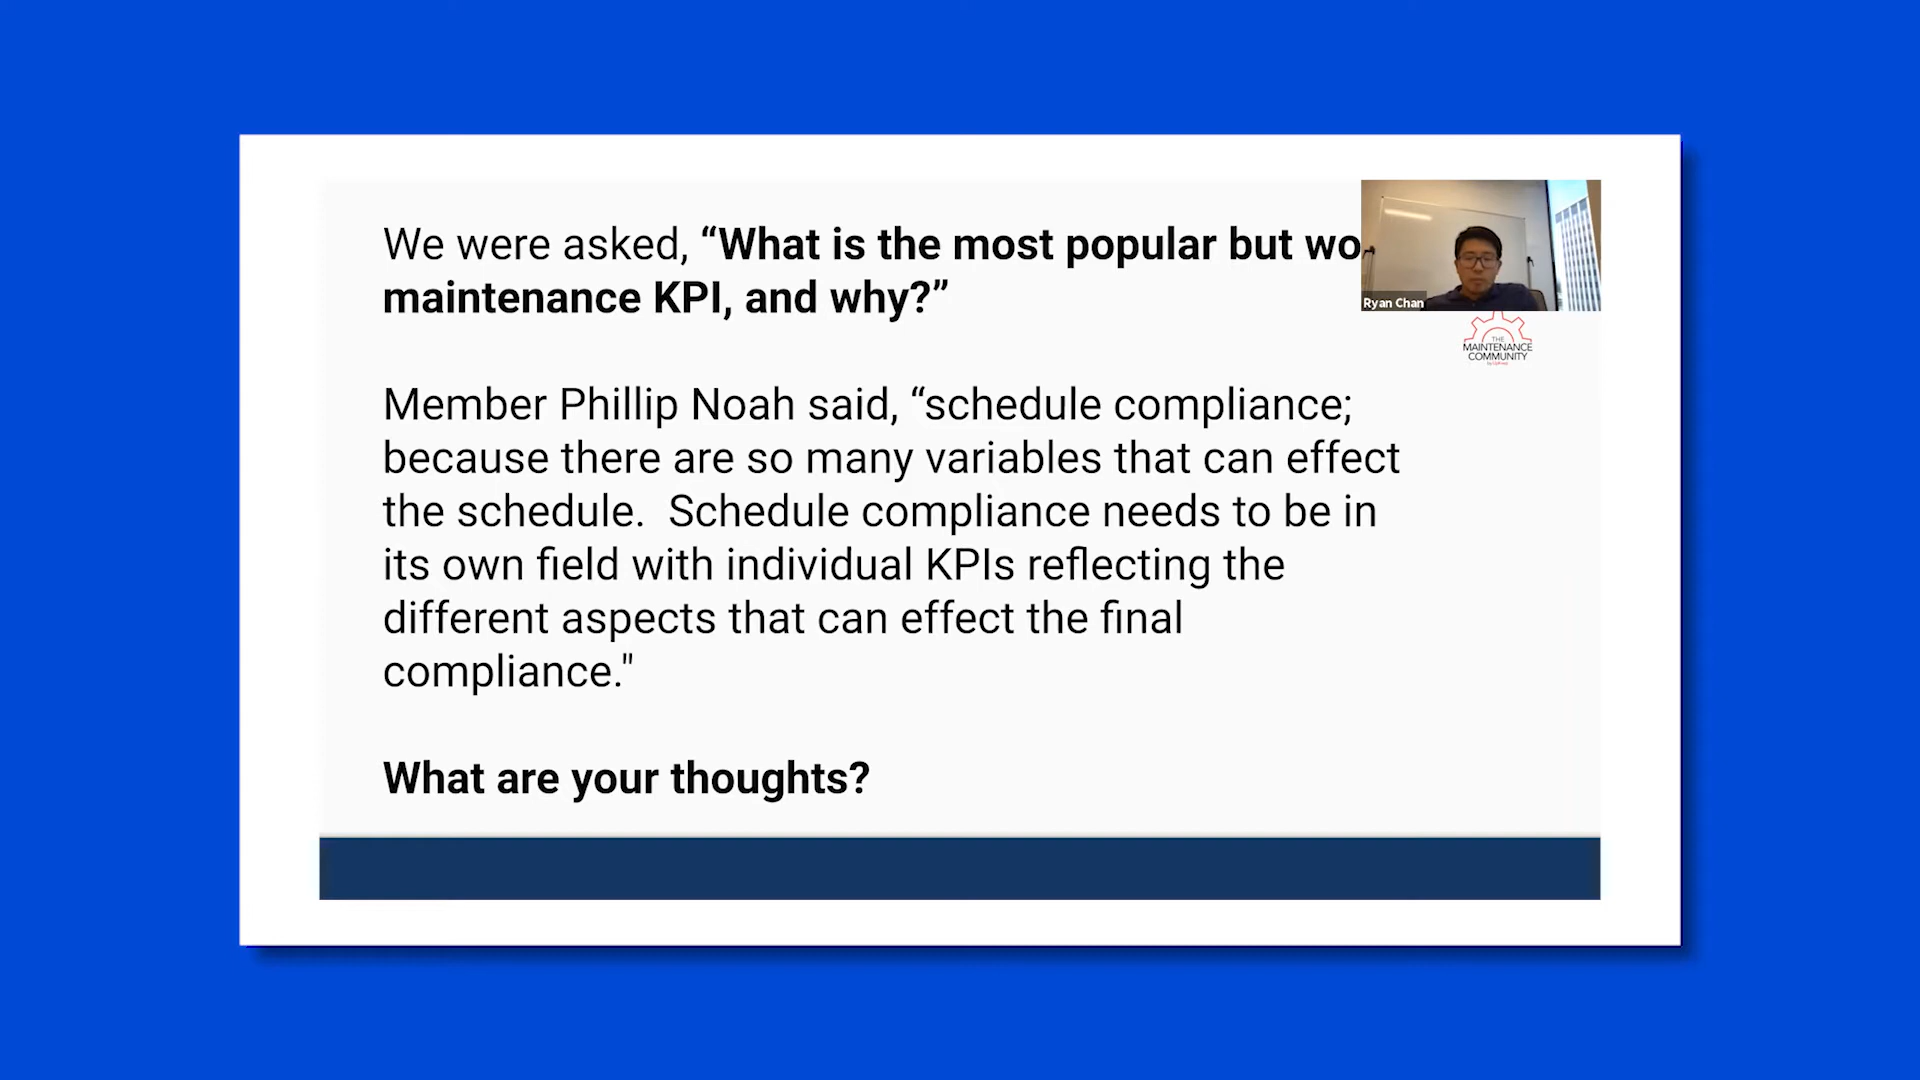 We were asked, “What is the most popular but
maintenance KPI, and why?”
Ryan Chan
THE
MAINTENANCE
COMMUNITY
Member Phillip Noah said, “schedule compliance;
because there are so many variables that can effect
the schedule.  Schedule compliance needs to be in
its own field with individual KPIs reflecting the
different aspects that can effect the final
compliance."
What are your thoughts?